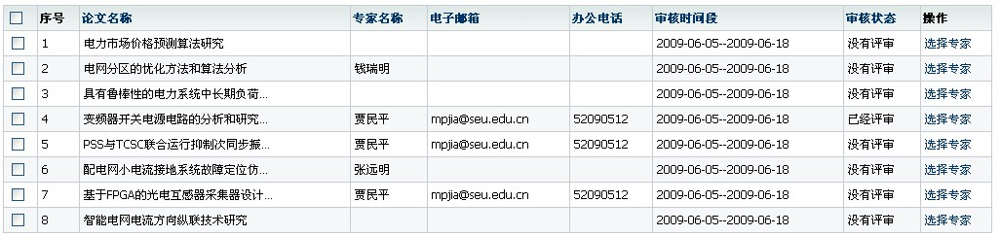 序号 论文名称 专家名称 电子邮箱 办公电话 审核时间段 审核状态 操作
1 电力市场价格预测算法研究 2009-06-05--2009-06-18 没有评审 选择专家
2 电网分区的优化方法和算法分析 钱瑞明 2009-06-05--2009-06-18 没有评审 选择专家
3 具有鲁棒性的电力系统中长期负荷... 2009-06-05--2009-06-18 没有评审 选择专家
4 变频器开关电源电路的分析和研究... 贾民平 mpjia@seu.edu.cn 52090512 2009-06-05--2009-06-18 已经评审 选择专家
5 PSS与TCSC联合运行抑制次同步振... 贾民平 mpjia@seu.edu.cn 52090512 2009-06-05--2009-06-18 没有评审 选择专家
6 配电网小电流接地系统故障定位仿... 张远明 2009-06-05--2009-06-18 没有评审 选择专家
7 基于FPGA的光电互感器采集器设计... 贾民平 mpjia@seu.edu.cn 52090512 2009-06-05--2009-06-18 没有评审 选择专家
8 智能电网电流方向纵联技术研究 2009-06-05--2009-06-18 没有评审 选择专家